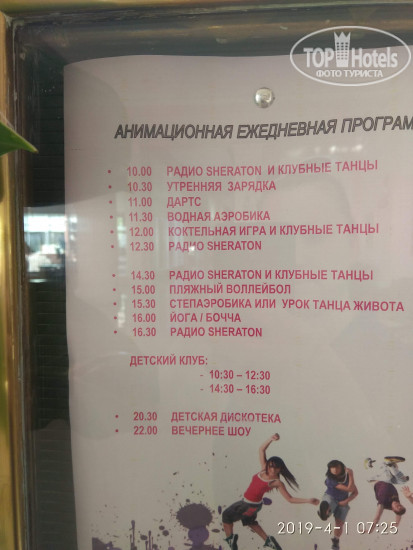 TOP Hotels
ФОТО ТУРИСТА
АНИМАЦИОННАЯ ЕЖЕДНЕВНАЯ ПРОГРАМ
• 10.00 РАДИО SHERATON И КЛУБНЫЕ ТАНЦЫ
• 10.30 УТРЕННЯЯ ЗАРЯДКА
• 11.00 ДАРТС
• 11.30 ВОДНАЯ АЭРОБИКА
• 12.00 КОКТЕЛЬНАЯ ИГРА И КЛУБНЫЕ ТАНЦЫ
• 12.30 РАДИО SHERATON
• 14.30 РАДИО SHERATON И КЛУБНЫЕ ТАНЦЫ
• 15.00 ПЛЯЖНЫЙ ВОЛЛЕЙБОЛ
• 15.30 СТЕПАЭРОБИКА ИЛИ УРОК ТАНЦА ЖИВОТА
• 16.00 ЙОГА / БОЧЧА
• 16.30 РАДИО SHERATON
ДЕТСКИЙ КЛУБ:
- 10:30 – 12:30
- 14:30 - 16:30
• 20.30 ДЕТСКАЯ ДИСКОТЕКА
• 22.00 ВЕЧЕРНЕЕ ШОУ
2019-4-1 07:25